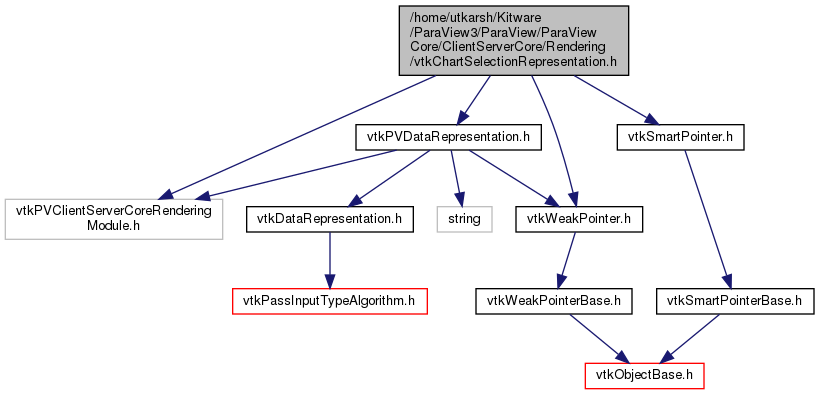 /home/utkarsh/Kitware
/ParaView3/ParaView/ParaView
Core/ClientServerCore/Rendering
/vtkChartSelectionRepresentation.h
vtkPVDataRepresentation.h
vtkSmartPointer.h
vtkPVClientServerCoreRendering
Module.h
vtkDataRepresentation.h
string
vtkWeakPointer.h
vtkPassInputTypeAlgorithm.h
vtkWeakPointerBase.h
vtkSmartPointerBase.h
vtkObjectBase.h